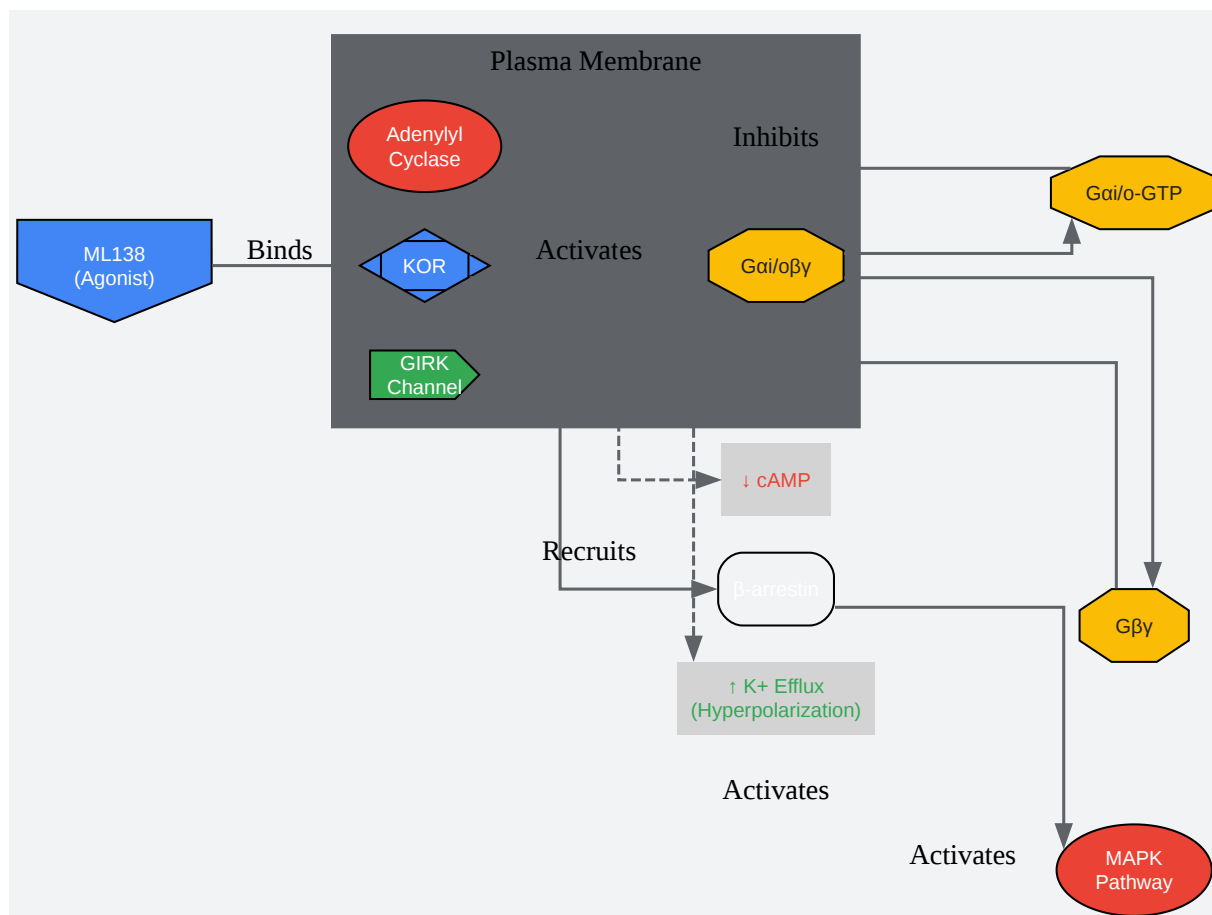 Plasma Membrane
Adenylyl
Cyclase
Inhibits
Gαi/o-GTP
ML138
(Agonist)
Binds
KOR
Activates
Gαi/oβγ
GIRK
Channel
↓ cAMP
Recruits
β-arrestin
Gβγ
↑ K+ Efflux
(Hyperpolarization)
Activates
Activates
MAPK
Pathway